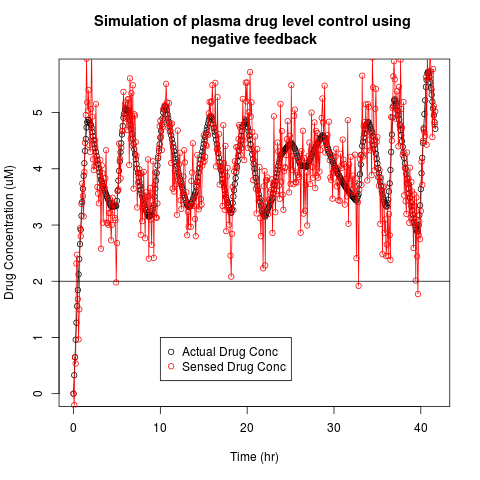 Simulation of plasma drug level control using
negative feedback
Drug Concentration (uM)
5
4
3
2
1
0
Actual Drug Conc
Sensed Drug Conc
0 10 20 30 40
Time (hr)